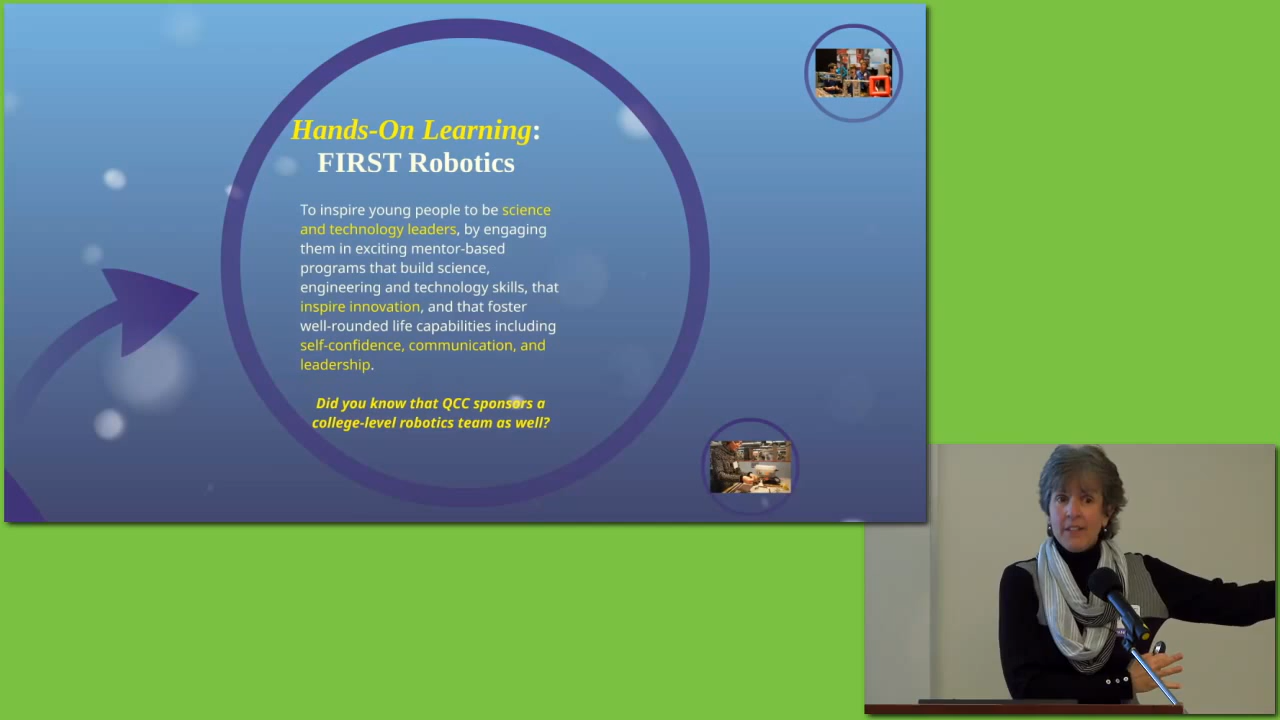 Hands-On Learning:
FIRST Robotics
To inspire young people to be science
and technology leaders, by engaging
them in exciting mentor-based
programs that build science,
engineering and technology skills, that
inspire innovation, and that foster
well-rounded life capabilities including
self-confidence, communication, and
leadership.
Did you know that QCC sponsors a
college-level robotics team as well?